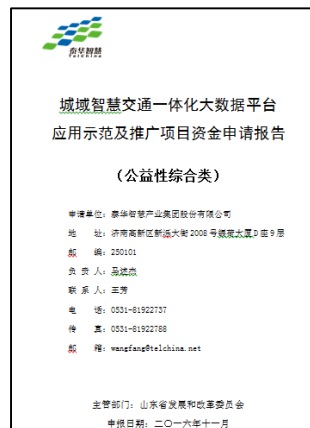 泰华智慧
Telchina
城域智慧交通一体化大数据平台
应用示范及推广项目资金申请报告
(公益性综合类)
申请单位：泰华智慧产业集团股份有限公司
地 址：济南高新区新泺大街2008号银荷大厦D座9层
邮 编：250101
负 责 人：马述杰
联 系 人：王芳
电 话：0531-81922737
传 真：0531-81922788
邮 箱：wangfang@telchina.net
主管部门：山东省发展和改革委员会
申报日期：二〇一六年十一月